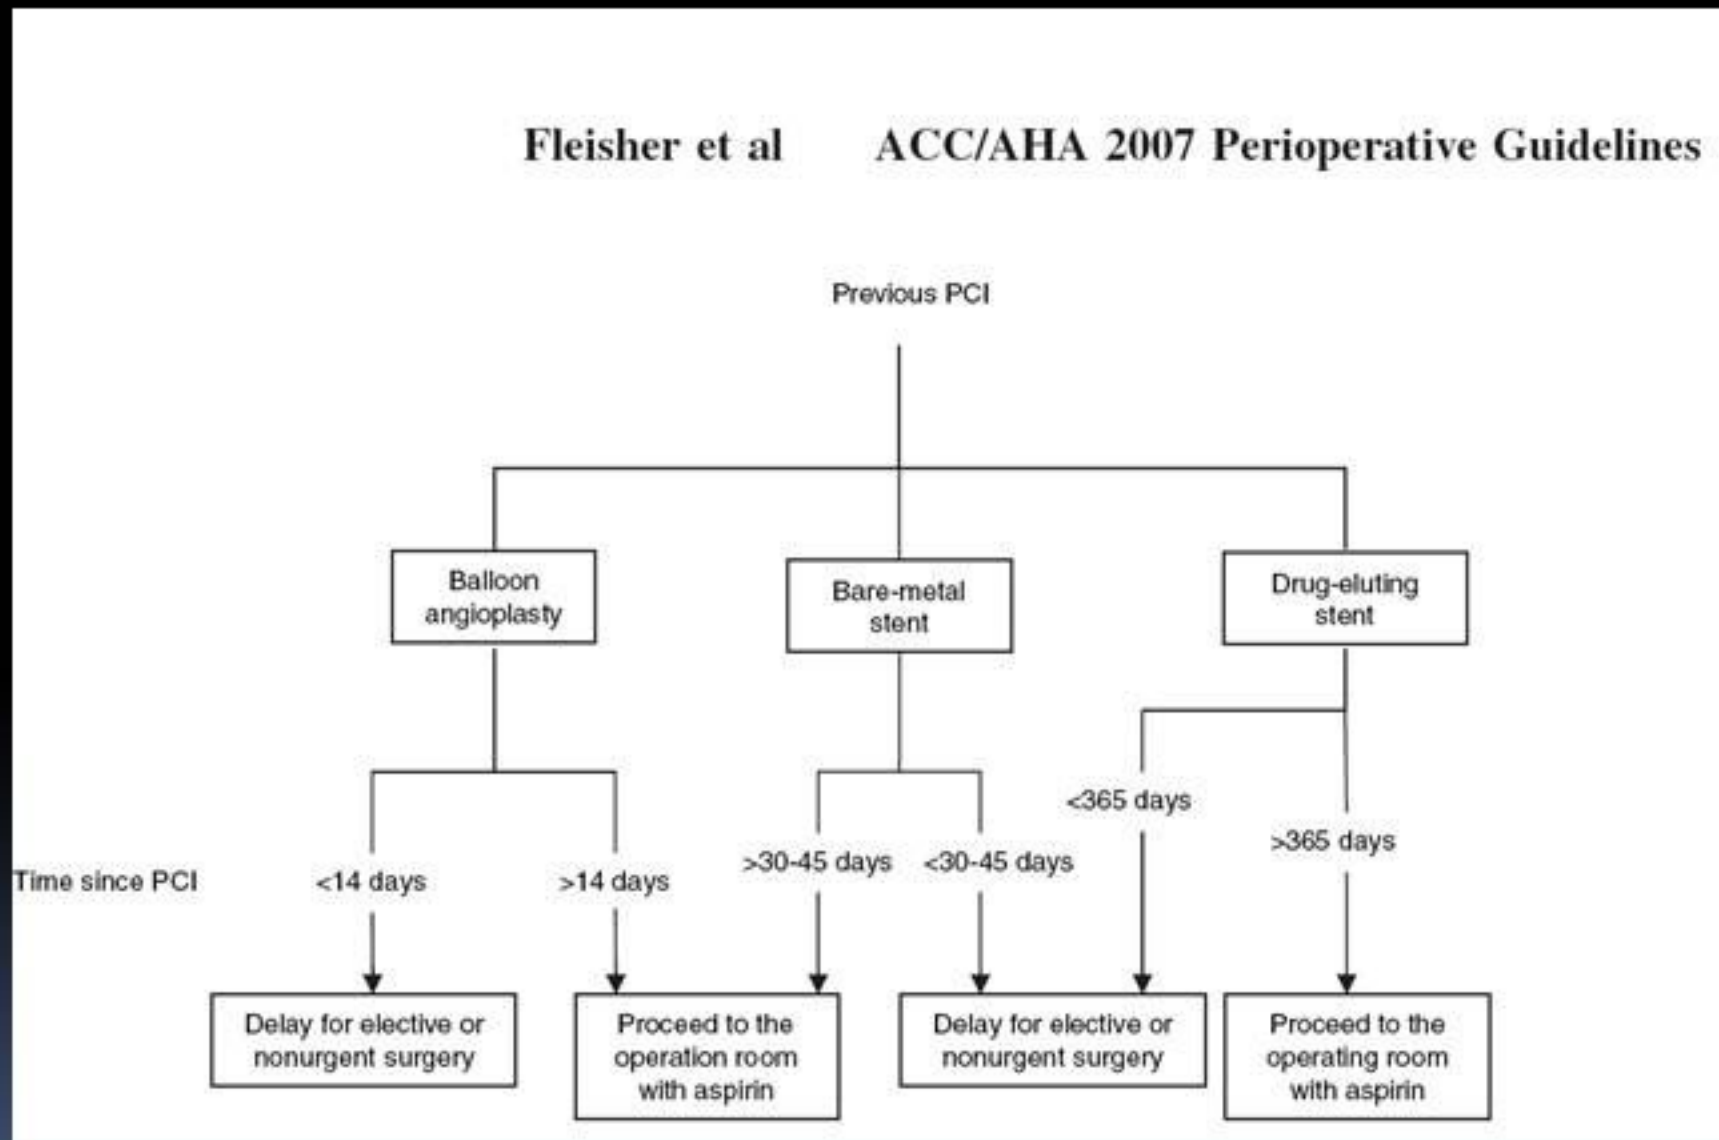 Fleisher et al ACC/AHA 2007 Perioperative Guidelines
Previous PCI
Balloon
angioplasty
Bare-metal
stent
Drug-eluting
stent
Time since PCI
<14 days
>14 days
>30-45 days
<30-45 days
<365 days
>365 days
Delay for elective or
nonurgent surgery
Proceed to the
operation room
with aspirin
Delay for elective or
nonurgent surgery
Proceed to the
operating room
with aspirin